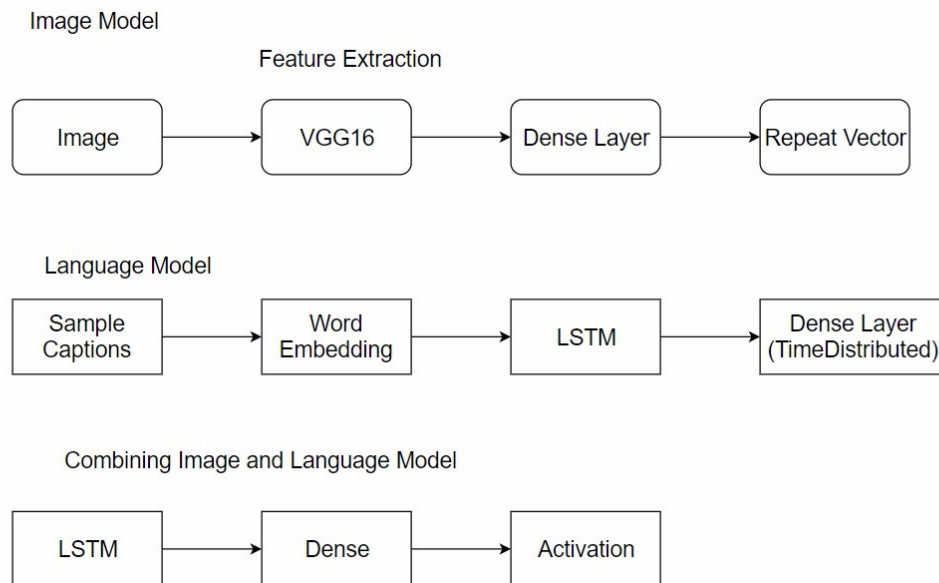 Image Model
Feature Extraction
Image
VGG16
Dense Layer
Repeat Vector
Language Model
Sample
Captions
Word
Embedding
LSTM
Dense Layer
(TimeDistributed)
Combining Image and Language Model
LSTM
Dense
Activation